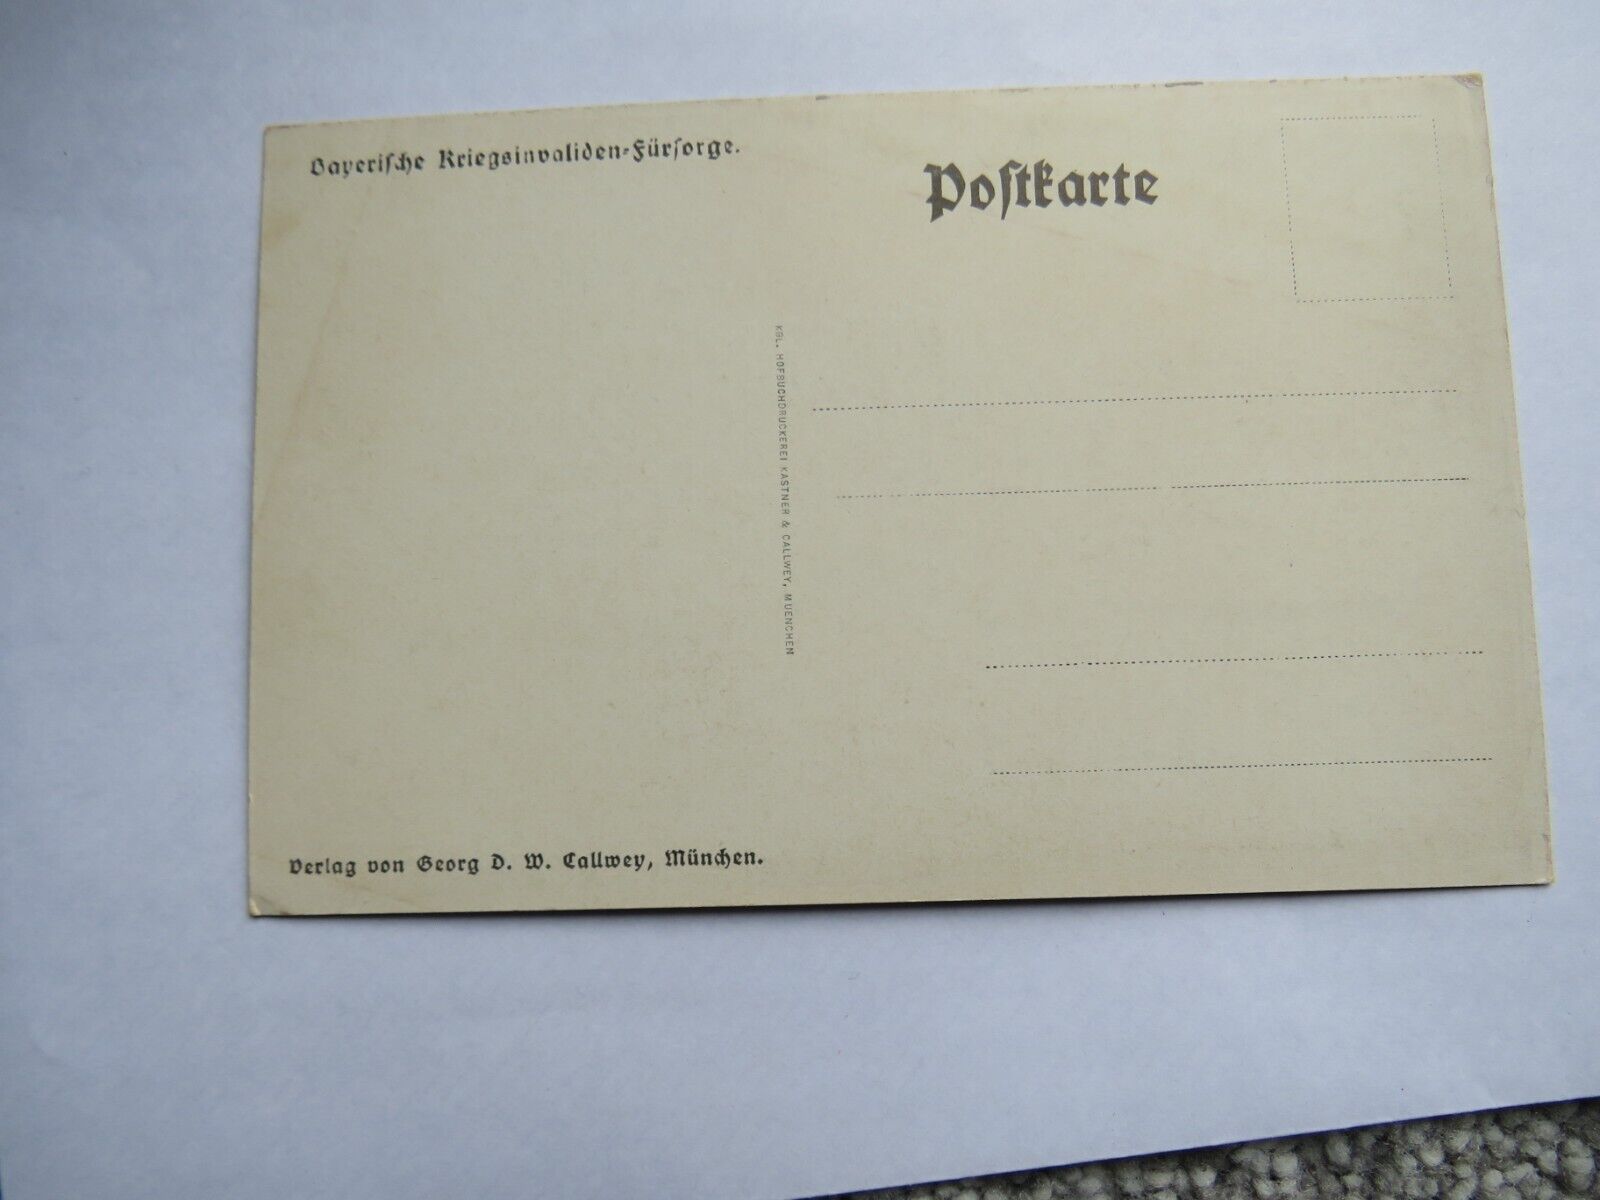 Bayerische Kriegsinvaliden-Fürsorge.
Postkarte
KGL. HOFBUCHDRUCKEREI KASTNER & CALLWEY, MUENCHEN
Verlag von Georg D. W. Callwey, München.